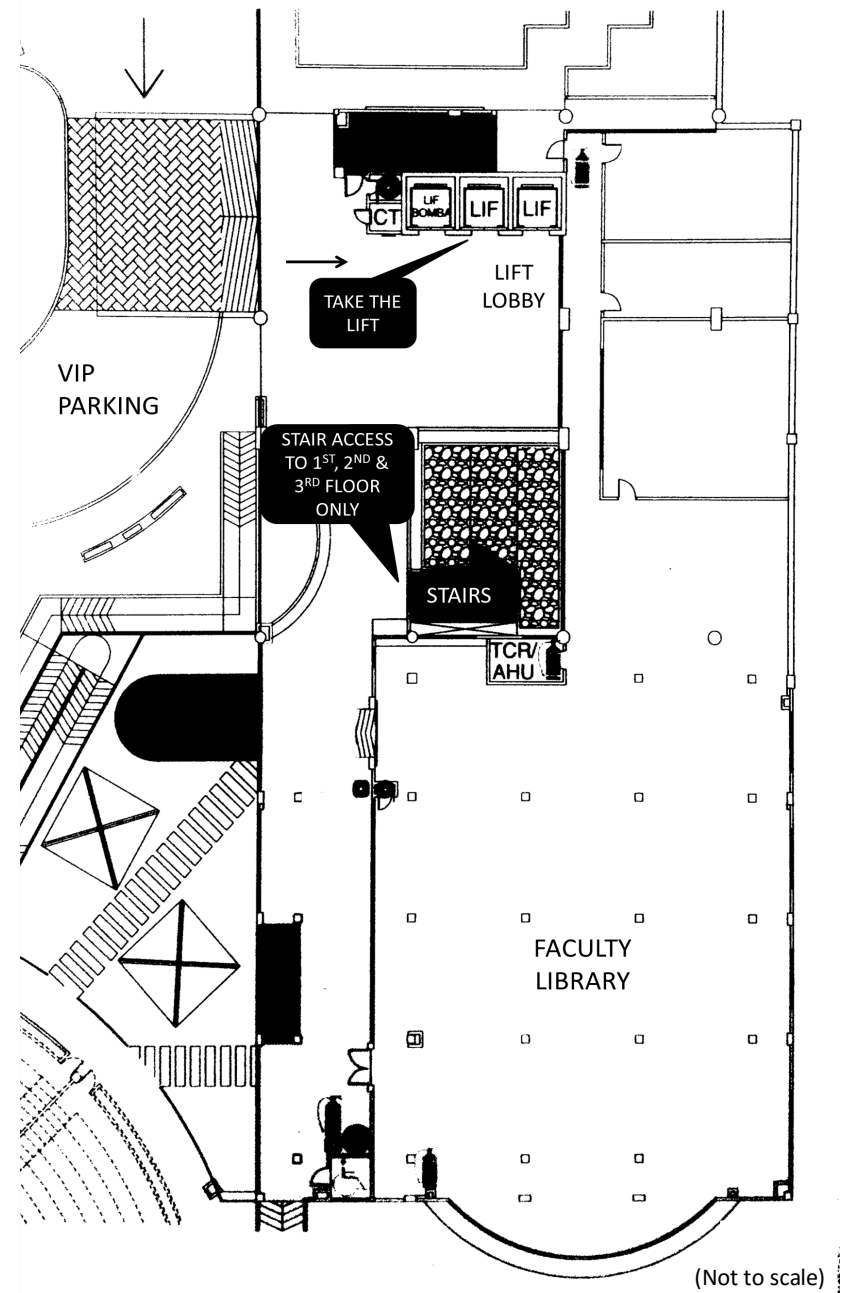 LIF
BOMBA
LIF
LIF
CT
LIFT
LOBBY
TAKE THE
LIFT
VIP
PARKING
STAIR ACCESS
TO 1ST, 2ND &
3RD FLOOR
ONLY
STAIRS
TCR/
AHU
FACULTY
LIBRARY
(Not to scale)